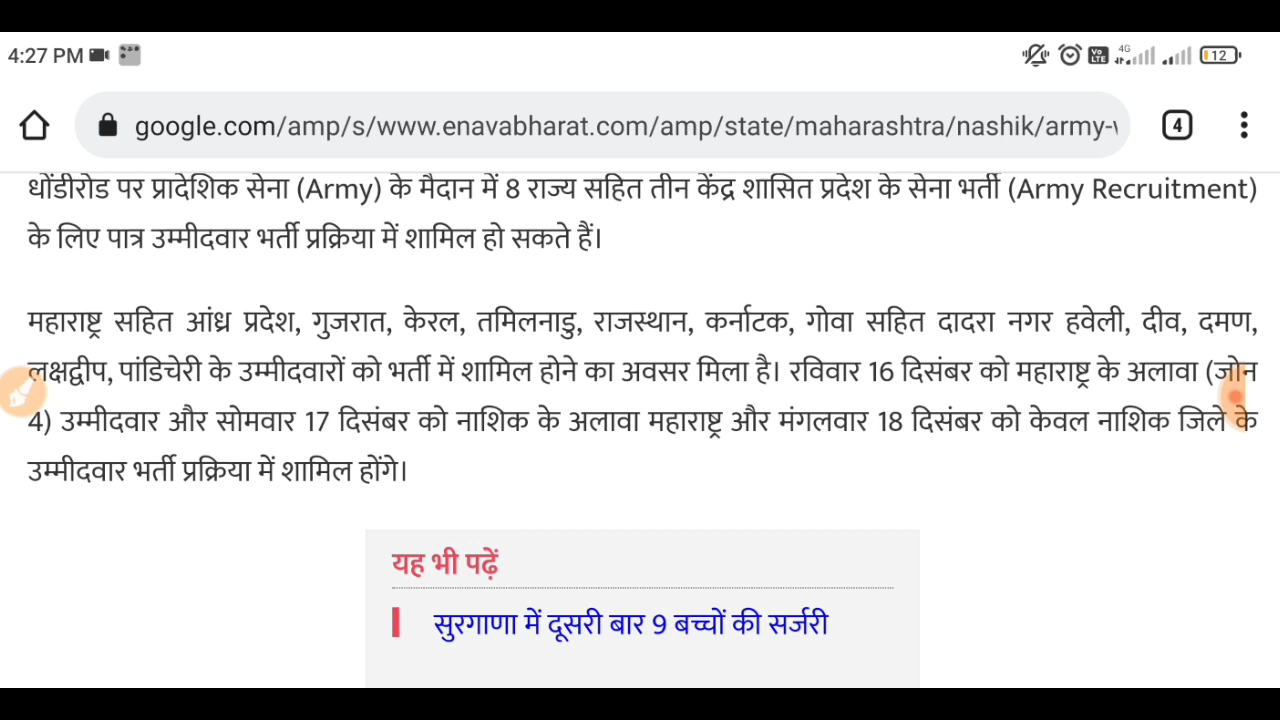 4:27 PM
4G
Vo LTE
12
google.com/amp/s/www.enavabharat.com/amp/state/maharashtra/nashik/army-
4
धोंडीरोड पर प्रादेशिक सेना (Army) के मैदान में 8 राज्य सहित तीन केंद्र शासित प्रदेश के सेना भर्ती (Army Recruitment)
के लिए पात्र उम्मीदवार भर्ती प्रक्रिया में शामिल हो सकते हैं।
महाराष्ट्र सहित आंध्र प्रदेश, गुजरात, केरल, तमिलनाडु, राजस्थान, कर्नाटक, गोवा सहित दादरा नगर हवेली, दीव, दमण,
लक्षद्वीप, पांडिचेरी के उम्मीदवारों को भर्ती में शामिल होने का अवसर मिला है। रविवार 16 दिसंबर को महाराष्ट्र के अलावा (जोन
4) उम्मीदवार और सोमवार 17 दिसंबर को नाशिक के अलावा महाराष्ट्र और मंगलवार 18 दिसंबर को केवल नाशिक जिले के
उम्मीदवार भर्ती प्रक्रिया में शामिल होंगे।
यह भी पढ़ें
सुरगाणा में दूसरी बार 9 बच्चों की सर्जरी